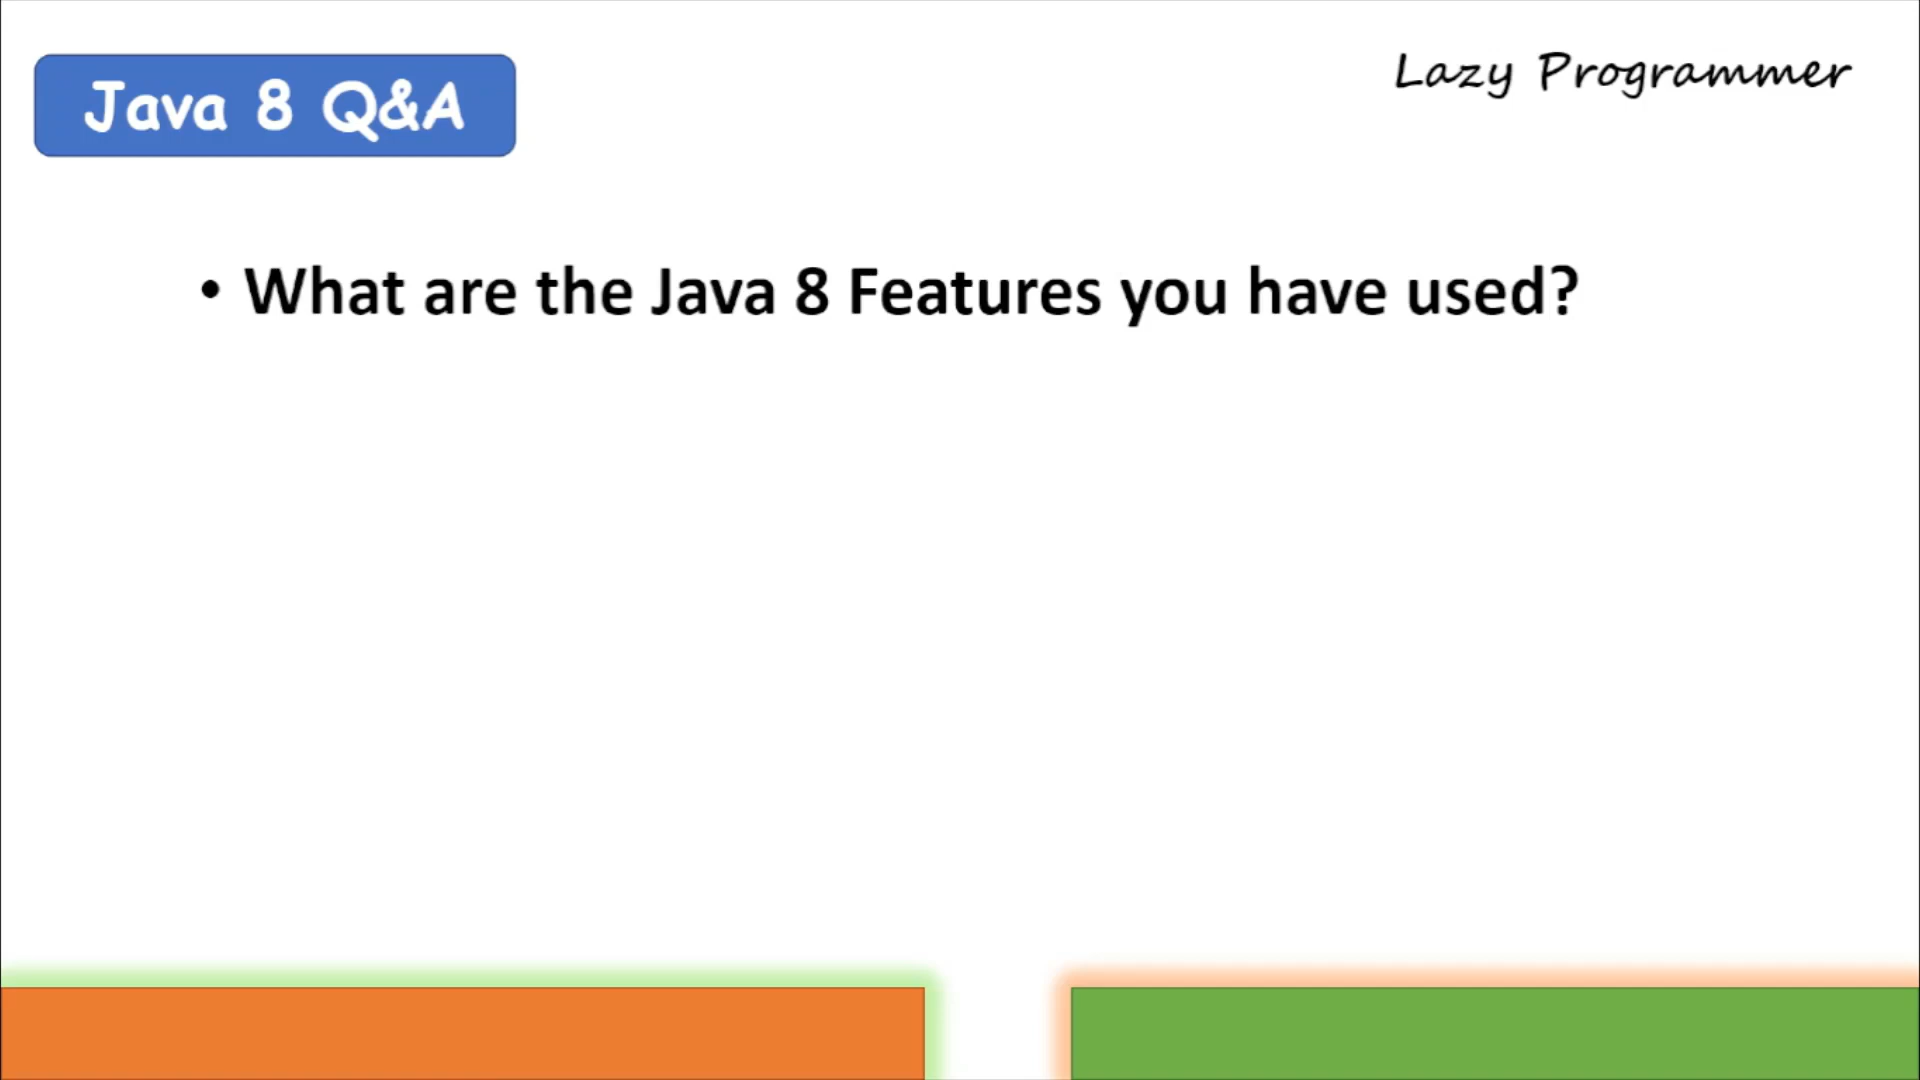 Java 8 Q&A
Lazy Programmer
• What are the Java 8 Features you have used?